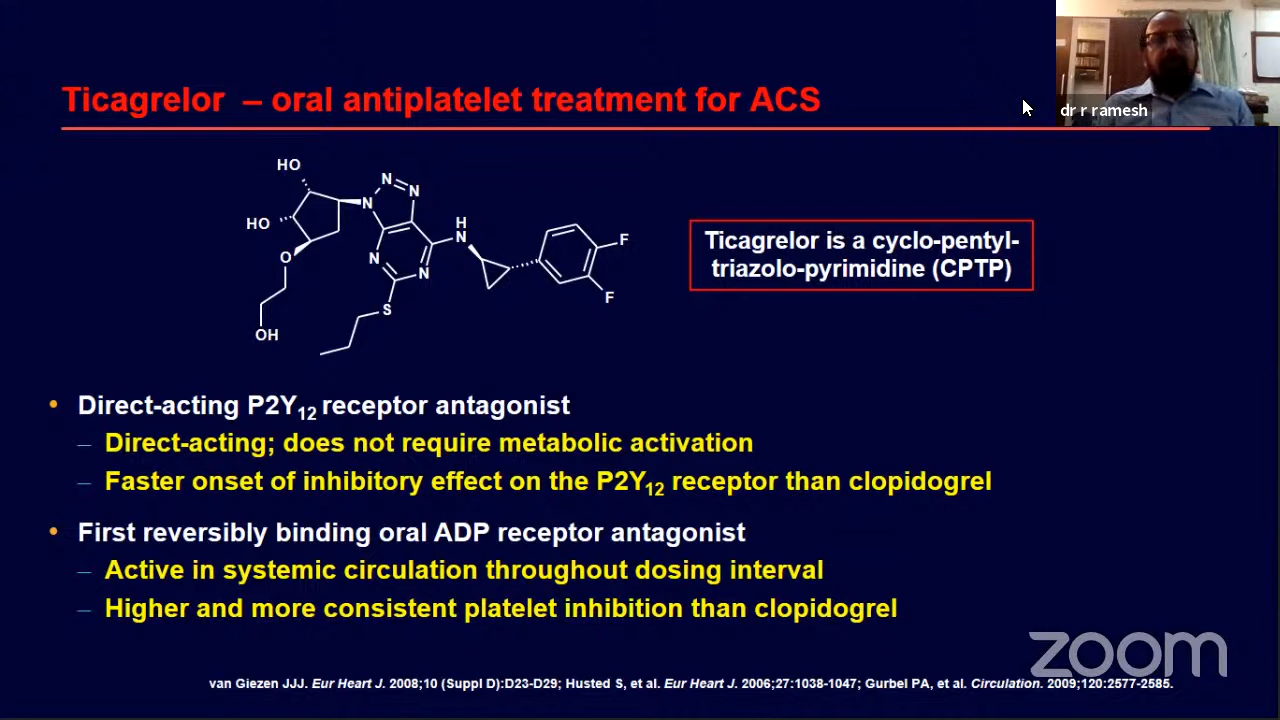 dr r ramesh
Ticagrelor – oral antiplatelet treatment for ACS
HO
N
N
N
HO
H
N
F
O
N
N
F
S
OH
Ticagrelor is a cyclo-pentyl-
triazolo-pyrimidine (CPTP)
• Direct-acting P2Y12 receptor antagonist
– Direct-acting; does not require metabolic activation
– Faster onset of inhibitory effect on the P2Y12 receptor than clopidogrel
• First reversibly binding oral ADP receptor antagonist
– Active in systemic circulation throughout dosing interval
– Higher and more consistent platelet inhibition than clopidogrel
zoom
van Giezen JJJ. Eur Heart J. 2008;10 (Suppl D):D23-D29; Husted S, et al. Eur Heart J. 2006;27:1038-1047; Gurbel PA, et al. Circulation. 2009;120:2577-2585.